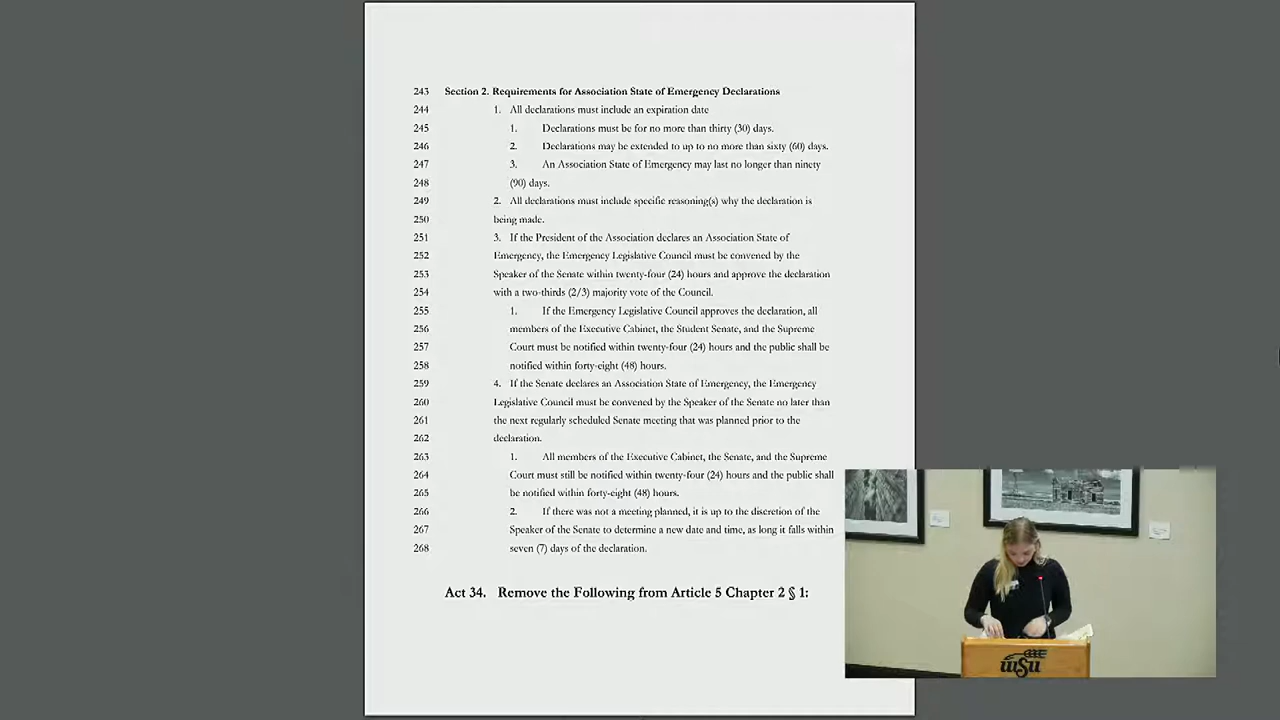 243 Section 2. Requirements for Association State of Emergency Declarations
244 1. All declarations must include an expiration date
245 1. Declarations must be for no more than thirty (30) days.
246 2. Declarations may be extended to up to no more than sixty (60) days.
247 3. An Association State of Emergency may last no longer than ninety
248 (90) days.
249 2. All declarations must include specific reasoning(s) why the declaration is
250 being made.
251 3. If the President of the Association declares an Association State of
252 Emergency, the Emergency Legislative Council must be convened by the
253 Speaker of the Senate within twenty-four (24) hours and approve the declaration
254 with a two-thirds (2/3) majority vote of the Council.
255 1. If the Emergency Legislative Council approves the declaration, all
256 members of the Executive Cabinet, the Student Senate, and the Supreme
257 Court must be notified within twenty-four (24) hours and the public shall be
258 notified within forty-eight (48) hours.
259 4. If the Senate declares an Association State of Emergency, the Emergency
260 Legislative Council must be convened by the Speaker of the Senate no later than
261 the next regularly scheduled Senate meeting that was planned prior to the
262 declaration.
263 1. All members of the Executive Cabinet, the Senate, and the Supreme
264 Court must still be notified within twenty-four (24) hours and the public shall
265 be notified within forty-eight (48) hours.
266 2. If there was not a meeting planned, it is up to the discretion of the
267 Speaker of the Senate to determine a new date and time, as long it falls within
268 seven (7) days of the declaration.
Act 34. Remove the Following from Article 5 Chapter 2 § 1:
wsu